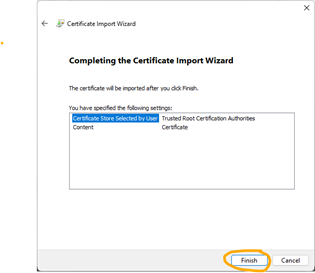 Certificate Import Wizard
Completing the Certificate Import Wizard
The certificate will be imported after you click Finish.
You have specified the following settings:
Certificate Store Selected by User Trusted Root Certification Authorities
Content Certificate
Finish Cancel